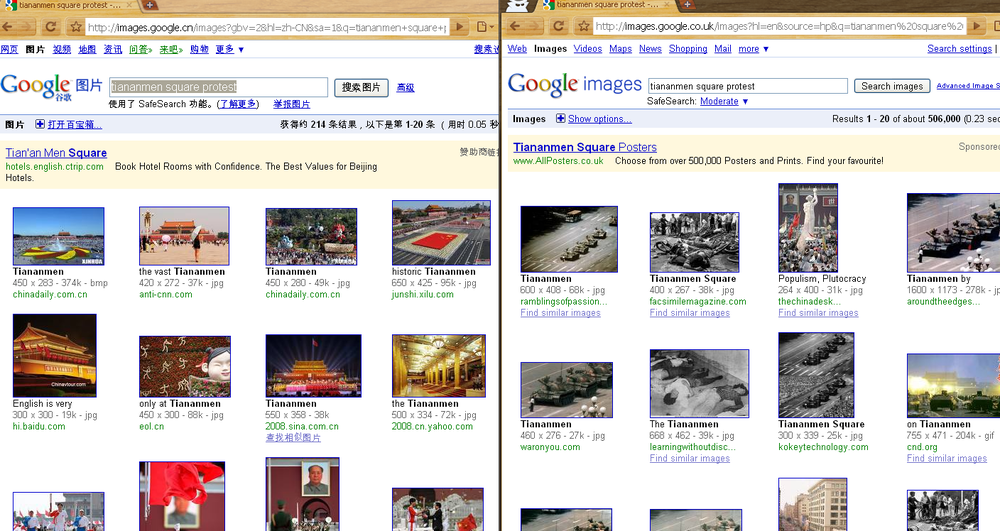 tiananmen square protest - ...
http://images.google.cn/images?gbv=2&hl=zh-CN&sa=1&q=tiananmen+square+p
网页 图片 视频 地图 资讯 问答» 来吧» 购物 更多 ▼
搜索设
Google 图片
谷歌
tiananmen square protest
搜索图片
高级
使用了 SafeSearch 功能。(了解更多) 举报图片
图片 打开百宝箱...
获得约 214 条结果，以下是第 1-20 条 （用时 0.05 秒
Tian'an Men Square
赞助商链接
hotels.english.ctrip.com Book Hotel Rooms with Confidence. The Best Values for Beijing
Hotels.
XINHUA
Tiananmen
450 x 283 - 374k - bmp
chinadaily.com.cn
the vast Tiananmen
420 x 272 - 37k - jpg
anti-cnn.com
Tiananmen
450 x 280 - 49k - jpg
chinadaily.com.cn
historic Tiananmen
650 x 425 - 95k - jpg
junshi.xilu.com
Chinavtour.com
English is very
300 x 300 - 19k - jpg
hi.baidu.com
only at Tiananmen
450 x 300 - 88k - jpg
eol.cn
Tiananmen
550 x 358 - 38k
2008.sina.com.cn
查找相似图片
the Tiananmen
500 x 334 - 72k - jpg
2008.cn.yahoo.com
tiananmen square protest - ...
http://images.google.co.uk/images?hl=en&source=hp&q=tiananmen%20square%20
Web Images Videos Maps News Shopping Mail more ▼
Search settings |
Google images
tiananmen square protest
Search images
Advanced Image S
SafeSearch: Moderate ▼
Images Show options...
Results 1 - 20 of about 506,000 (0.23 sec
Tiananmen Square Posters
Sponsored
www.AllPosters.co.uk Choose from over 500,000 Posters and Prints. Find your favourite!
Tiananmen
600 x 408 - 68k - jpg
ramblingsofpassion...
Find similar images
Tiananmen Square
400 x 267 - 38k - jpg
facsimilemagazine.com
Find similar images
Populism, Plutocracy
264 x 400 - 31k - jpg
thechinadesk...
Find similar images
Tiananmen by
1600 x 1173 - 278k - jp
aroundtheedges...
Tiananmen
460 x 276 - 27k - jpg
waronyou.com
The Tiananmen
668 x 462 - 39k - jpg
learningwithoutdisc...
Find similar images
Tiananmen Square
300 x 339 - 25k - jpg
kokeytechnology.com
on Tiananmen
755 x 471 - 204k - gif
cnd.org
Find similar images